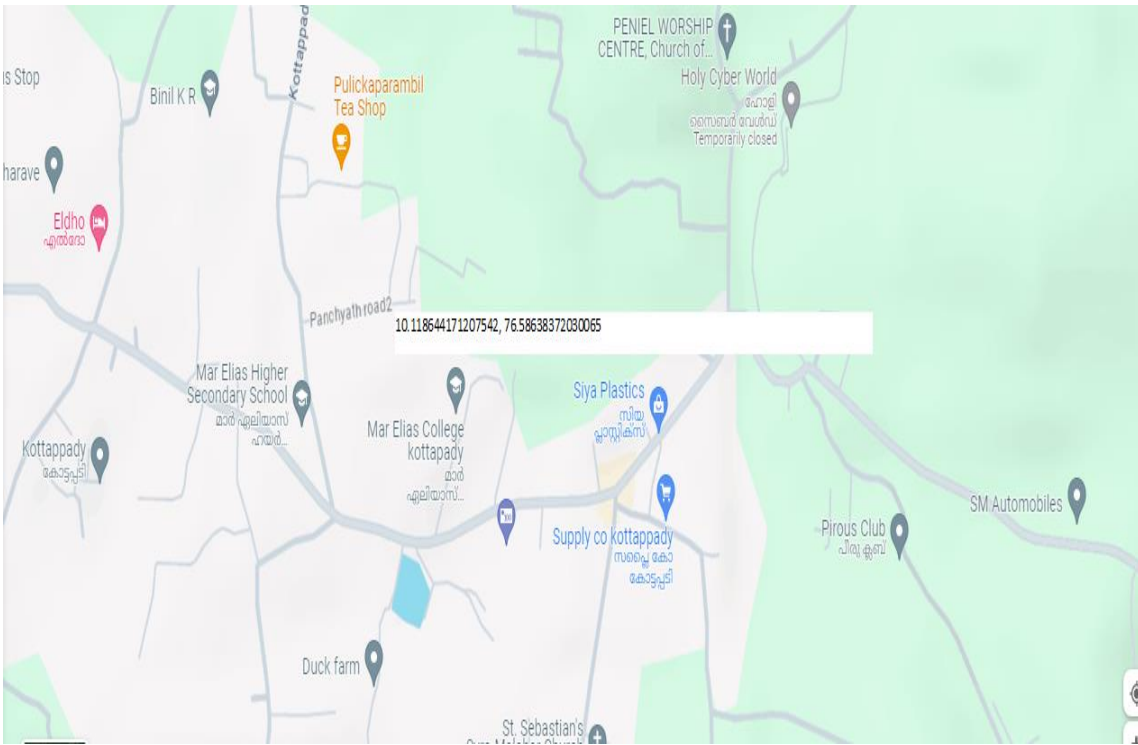 PENIEL WORSHIP
CENTRE, Church of...
Holy Cyber World
ഹോളി
സൈബർ വേൾഡ്
Temporarily closed
Stop
Binil K R
Kottappad
Pulickaparambil
Tea Shop
harave
Eldho
എൽദോ
Panchyath road2
10.118644171207542, 76.58638372030065
Mar Elias Higher
Secondary School
മാർ ഏലിയാസ്
ഹയർ...
Mar Elias College
kottapady
മാർ
ഏലിയാസ്...
Siya Plastics
സിയ
പ്ലാസ്റ്റിക്സ്
Kottappady
കോട്ടപ്പടി
SM Automobiles
Pirous Club
പീരു ക്ലബ്
Supply co kottappady
സപ്ലൈ കോ
കോട്ടപ്പടി
Duck farm
St. Sebastian's